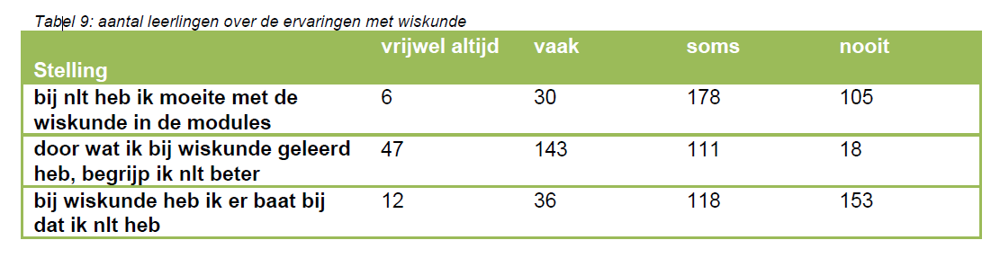 Tabel 9: aantal leerlingen over de ervaringen met wiskunde
vrijwel altijd vaak soms nooit
Stelling
bij nlt heb ik moeite met de 6 30 178 105
wiskunde in de modules
door wat ik bij wiskunde geleerd 47 143 111 18
heb, begrijp ik nlt beter
bij wiskunde heb ik er baat bij 12 36 118 153
dat ik nlt heb